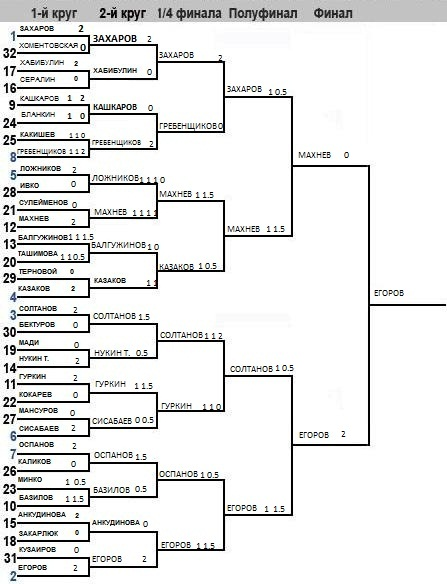 1-й круг 2-й круг 1/4 финала Полуфинал Финал
1 ЗАХАРОВ 2
32 ХОМЕНТОВСКАЯ 0
ЗАХАРОВ 2
17 ХАБИБУЛИН 2
16 СЕРАЛИН 0
ХАБИБУЛИН 0
ЗАХАРОВ 2
9 КАШКАРОВ 1 2
24 БЛАНКИН 1 0
КАШКАРОВ 0
25 КАКИШЕВ 1 1 0
8 ГРЕБЕНЩИКОВ 1 1 2
ГРЕБЕНЩИКОВ 2
ГРЕБЕНЩИКОВ 0
ЗАХАРОВ 1 0.5
5 ЛОЖНИКОВ 2
28 ИВКО 0
ЛОЖНИКОВ 1 1 1 0
21 СУЛЕЙМЕНОВ 0
12 МАХНЕВ 2
МАХНЕВ 1 1 1 1
МАХНЕВ 1 1.5
13 БАЛГУЖИНОВ 1 1 1.5
20 ТАШИМОВА 1 1 0.5
БАЛГУЖИНОВ 1 0
29 ТЕРНОВОЙ 0
4 КАЗАКОВ 2
КАЗАКОВ 1 1
КАЗАКОВ 1 0.5
МАХНЕВ 1 1.5
МАХНЕВ 0
3 СОЛТАНОВ 2
30 БЕКТУРОВ 0
СОЛТАНОВ 1.5
19 МАДИ 0
14 НУКИН Т. 2
НУКИН Т. 0.5
СОЛТАНОВ 1 1 2
11 ГУРКИН 2
22 КОКАРЕВ 0
ГУРКИН 1 1.5
27 МАНСУРОВ 0
6 СИСАБАЕВ 2
СИСАБАЕВ 0 0.5
ГУРКИН 1 1 0
СОЛТАНОВ 1 0.5
7 ОСПАНОВ 2
26 КАЛИКОВ 0
ОСПАНОВ 1.5
23 МИНКО 1 0.5
10 БАЗИЛОВ 1 1.5
БАЗИЛОВ 0.5
ОСПАНОВ 1 0.5
15 АНКУДИНОВА 2
18 ЗАКАРЛЮК 0
АНКУДИНОВА 0
31 КУЗАИРОВ 0
2 ЕГОРОВ 2
ЕГОРОВ 2
ЕГОРОВ 1 1.5
ЕГОРОВ 1 1.5
ЕГОРОВ 2
ЕГОРОВ